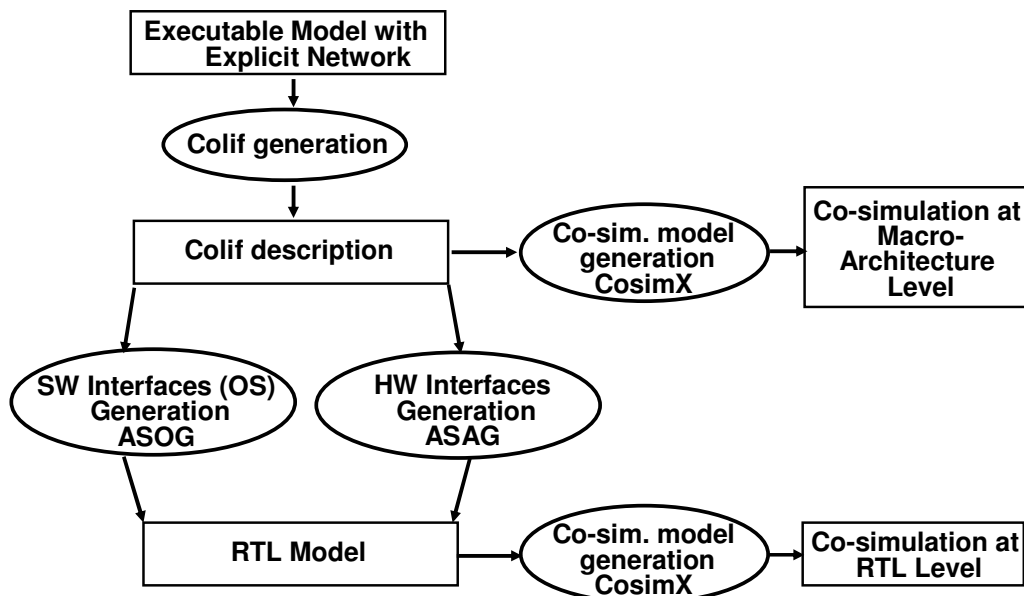 Executable Model with
Explicit Network
Colif generation
Colif description
Co-sim. model
generation
CosimX
Co-simulation at
Macro-
Architecture
Level
SW Interfaces (OS)
Generation
ASOG
HW Interfaces
Generation
ASAG
RTL Model
Co-sim. model
generation
CosimX
Co-simulation at
RTL Level